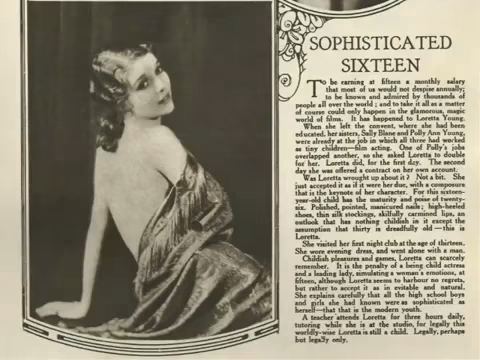 SOPHISTICATED
SIXTEEN
To be earning at fifteen a monthly salary
that most of us would not despise annually;
to be known and admired by thousands of
people all over the world; and to take it all as a matter
of course could only happen in the glamorous, magic
world of films. It has happened to Loretta Young.
When she left the convent, where she had been
educated, her sisters, Sally Blane and Polly Ann Young,
were already at the job in which all three had worked
as tiny children—film acting. One of Polly's jobs
overlapped another, so she asked Loretta to double
for her. Loretta did, for the first day. The second
day she was offered a contract on her own account.
Was Loretta wrought up about it? Not a bit. She
just accepted it as if it were her due, with a composure
that is the keynote of her character. For this sixteen-
year-old child has the maturity and poise of twenty-
six. Polished, pointed, manicured nails; high-heeled
shoes, thin silk stockings, skilfully carmined lips, an
outlook that has nothing childish in it except the
assumption that thirty is dreadfully old—this is
Loretta.
She visited her first night club at the age of thirteen.
She wore evening dress, and went alone with a man.
Childish pleasures and games, Loretta can scarcely
remember. It is the penalty of a being child actress
and a leading lady, simulating a woman's emotions, at
fifteen, although Loretta seems to harbour no regrets,
but rather to accept it as in evitable and natural.
She explains carefully that all the high school boys
and girls she had known were as sophisticated as
herself—that that is the modern youth.
A teacher attends Loretta for three hours daily,
tutoring while she is at the studio, for legally this
worldly-wise Loretta is still a child. Legally, perhaps
but legally only.